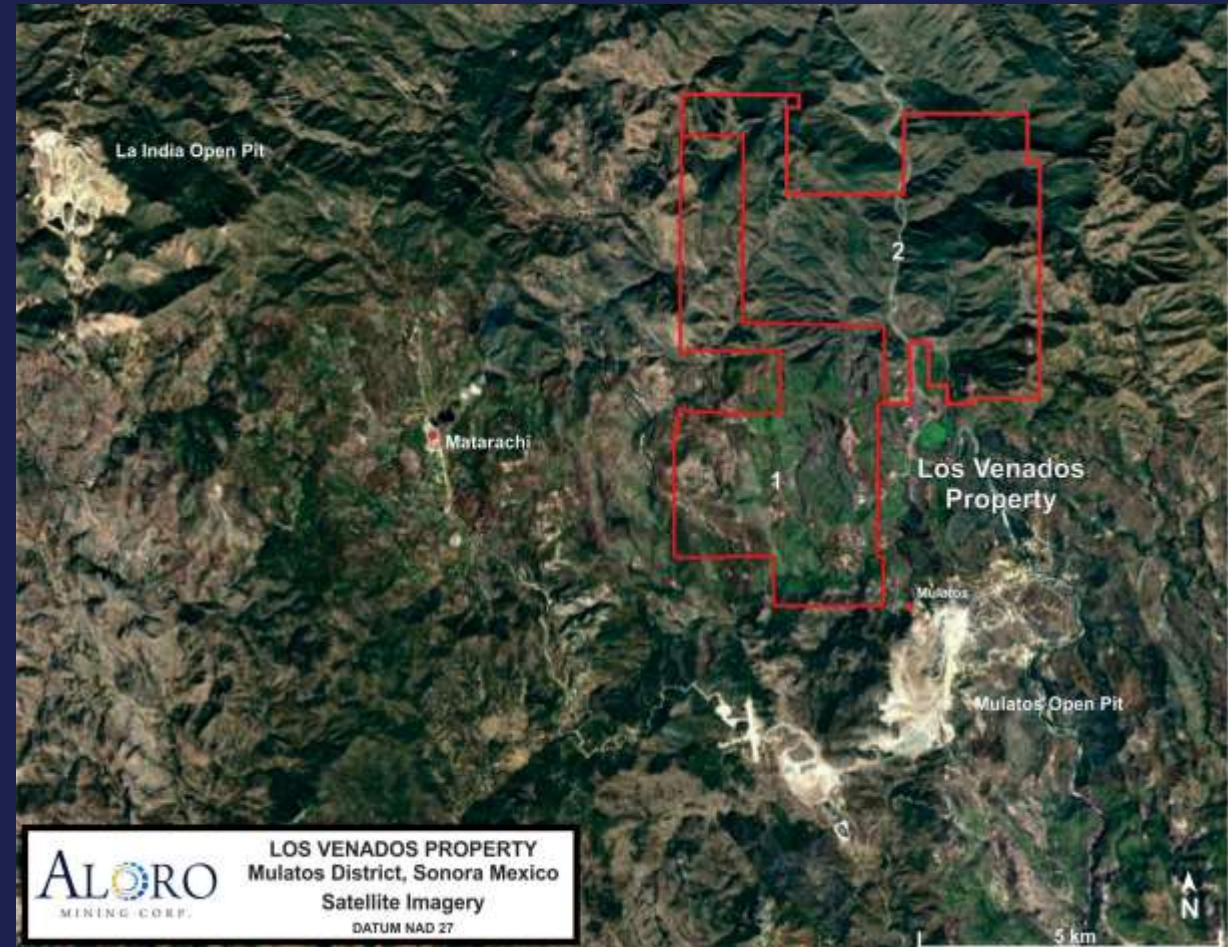 La India Open Pit
2
Matarachi
Los Venados
Property
1
Mulatos
Mulatos Open Pit
ALORO
MINING CORP.
LOS VENADOS PROPERTY
Mulatos District, Sonora Mexico
Satellite Imagery
DATUM NAD 27
N
5 km